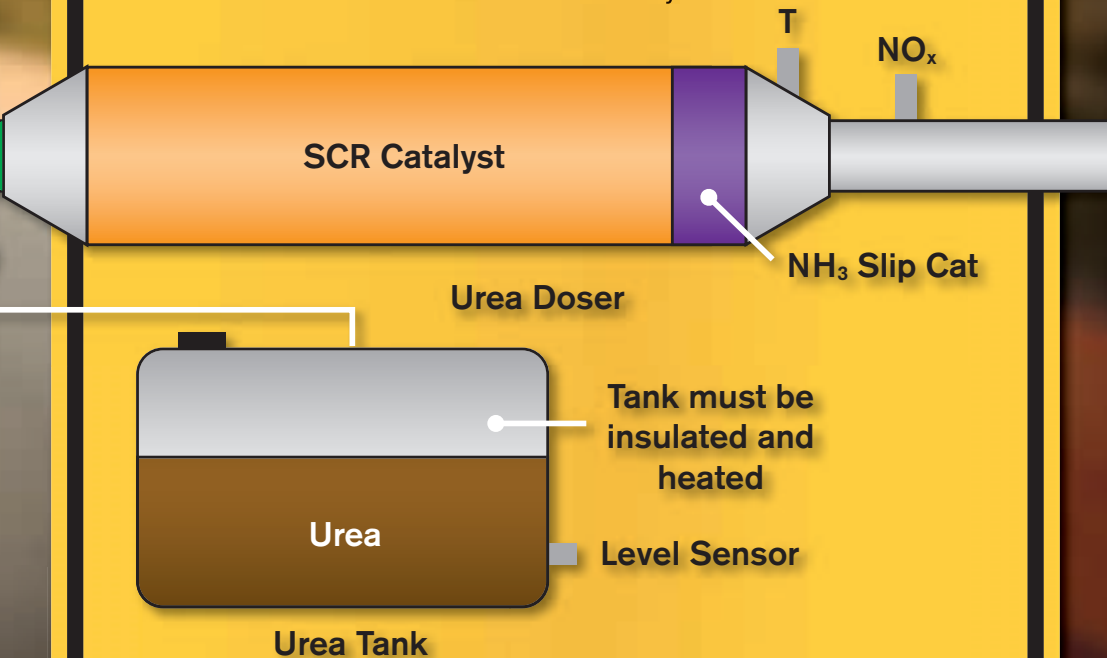 T
NOₓ
SCR Catalyst
NH₃ Slip Cat
Urea Doser
Tank must be
insulated and
heated
Urea
Level Sensor
Urea Tank